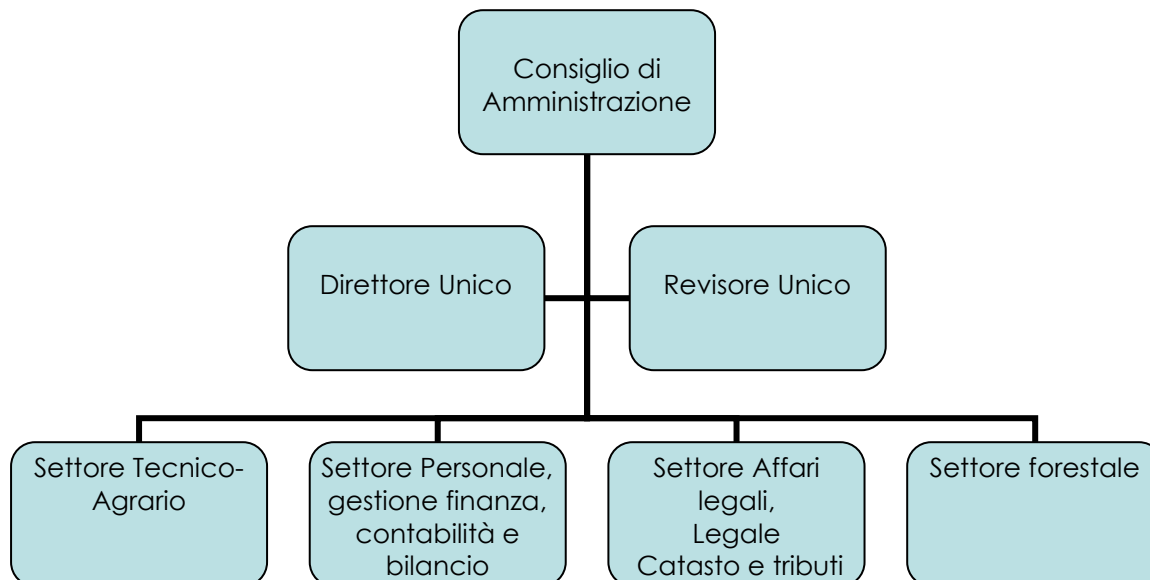 Consiglio di
Amministrazione
Direttore Unico
Revisore Unico
Settore Tecnico-
Agrario
Settore Personale,
gestione finanza,
contabilità e
bilancio
Settore Affari
legali,
Legale
Catasto e tributi
Settore forestale